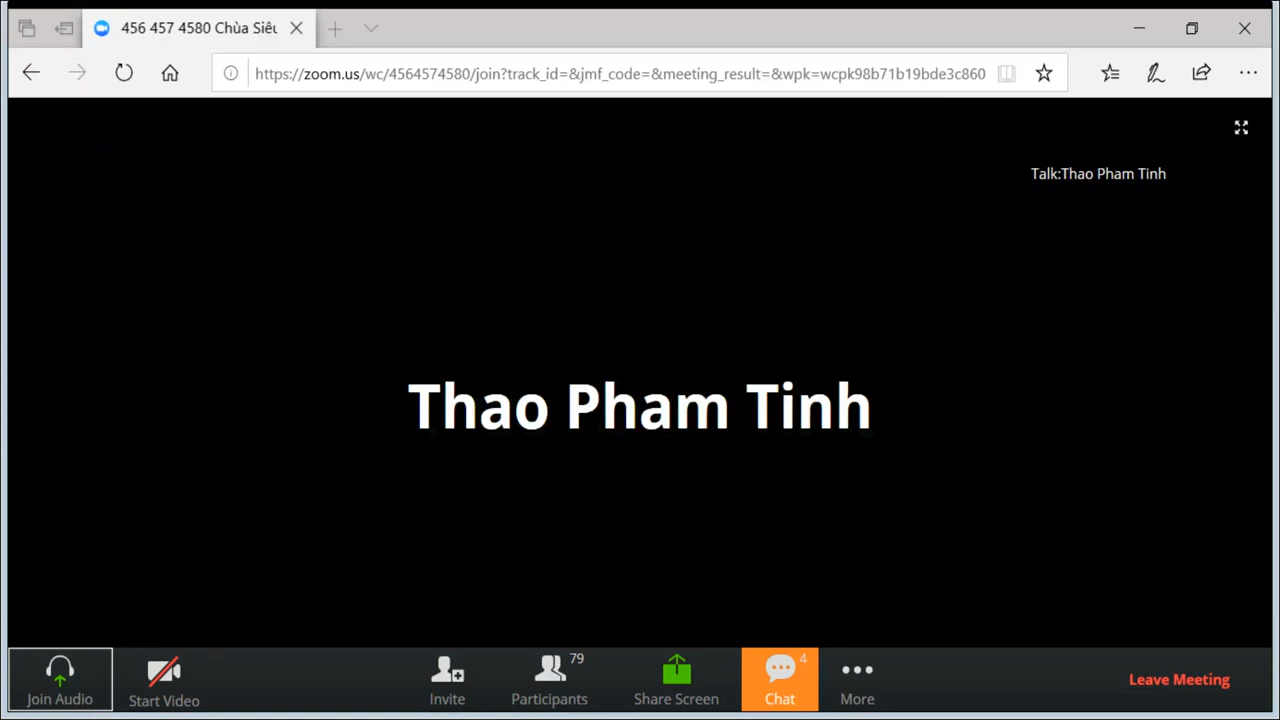 456 457 4580 Chùa Siêu
https://zoom.us/wc/4564574580/join?track_id=&jmf_code=&meeting_result=&wpk=wcpk98b71b19bde3c860
Talk:Thao Pham Tinh
Thao Pham Tinh
79
4
Join Audio
Start Video
Invite
Participants
Share Screen
Chat
More
Leave Meeting